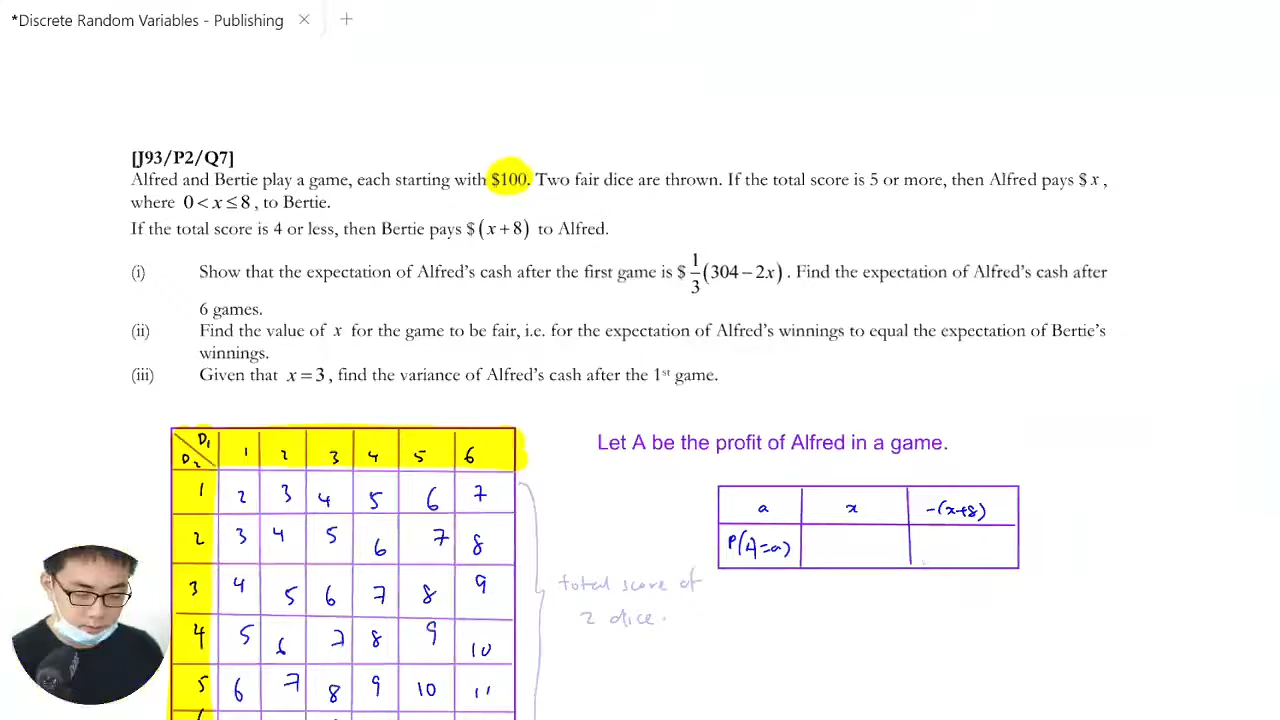 *Discrete Random Variables - Publishing × +
[J93/P2/Q7]
Alfred and Bertie play a game, each starting with $100. Two fair dice are thrown. If the total score is 5 or more, then Alfred pays $x,
where 0 < x ≤ 8, to Bertie.
If the total score is 4 or less, then Bertie pays $(x+8) to Alfred.
(i) Show that the expectation of Alfred's cash after the first game is $1/3(304−2x). Find the expectation of Alfred's cash after
6 games.
(ii) Find the value of x for the game to be fair, i.e. for the expectation of Alfred's winnings to equal the expectation of Bertie's
winnings.
(iii) Given that x = 3, find the variance of Alfred's cash after the 1st game.
Let A be the profit of Alfred in a game.
D1 1 2 3 4 5 6
D2
1 2 3 4 5 6 7
2 3 4 5 6 7 8
3 4 5 6 7 8 9
4 5 6 7 8 9 10
5 6 7 8 9 10 11
a x -(x+8)
P(A=a)
total score of
2 dice.